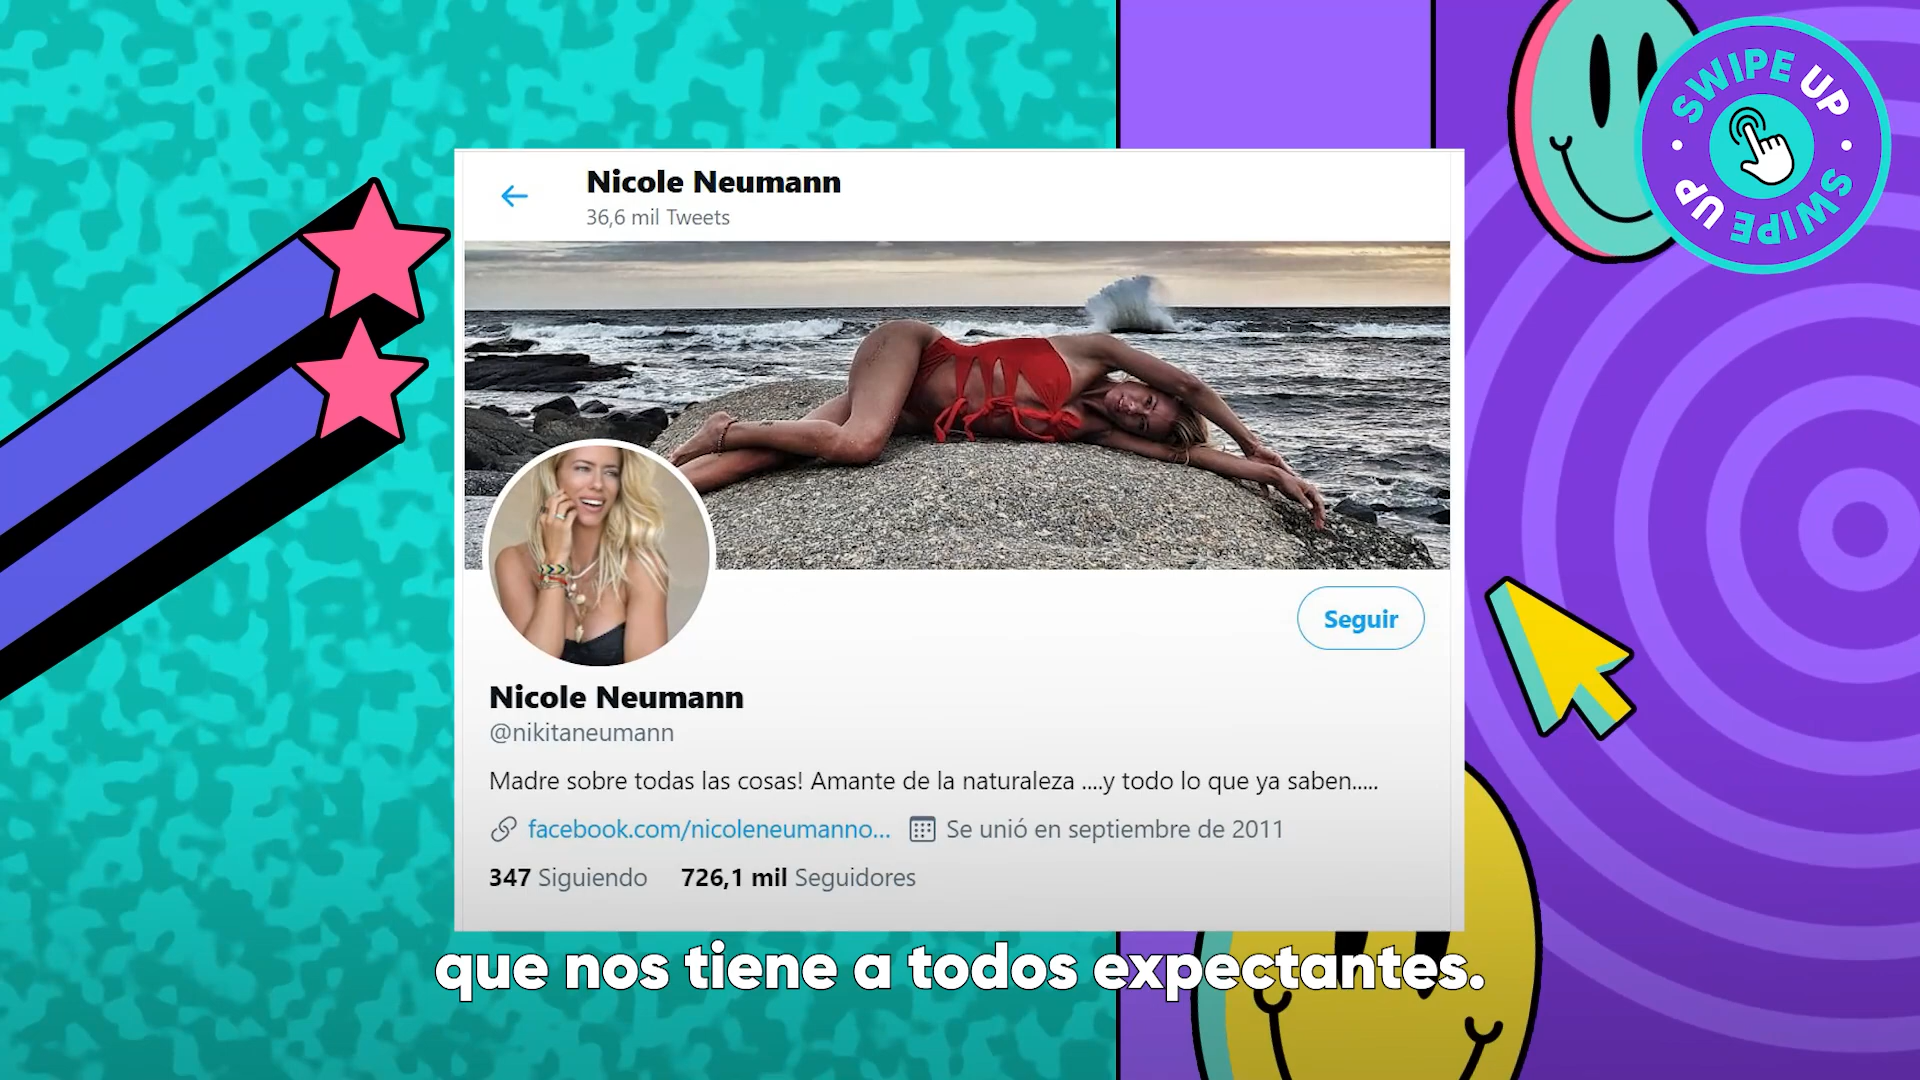 SWIPE UP · SWIPE UP ·
Nicole Neumann
36,6 mil Tweets
Seguir
Nicole Neumann
@nikitaneumann
Madre sobre todas las cosas! Amante de la naturaleza ....y todo lo que ya saben.....
facebook.com/nicoleneumanno... Se unió en septiembre de 2011
347 Siguiendo 726,1 mil Seguidores
que nos tiene a todos expectantes.